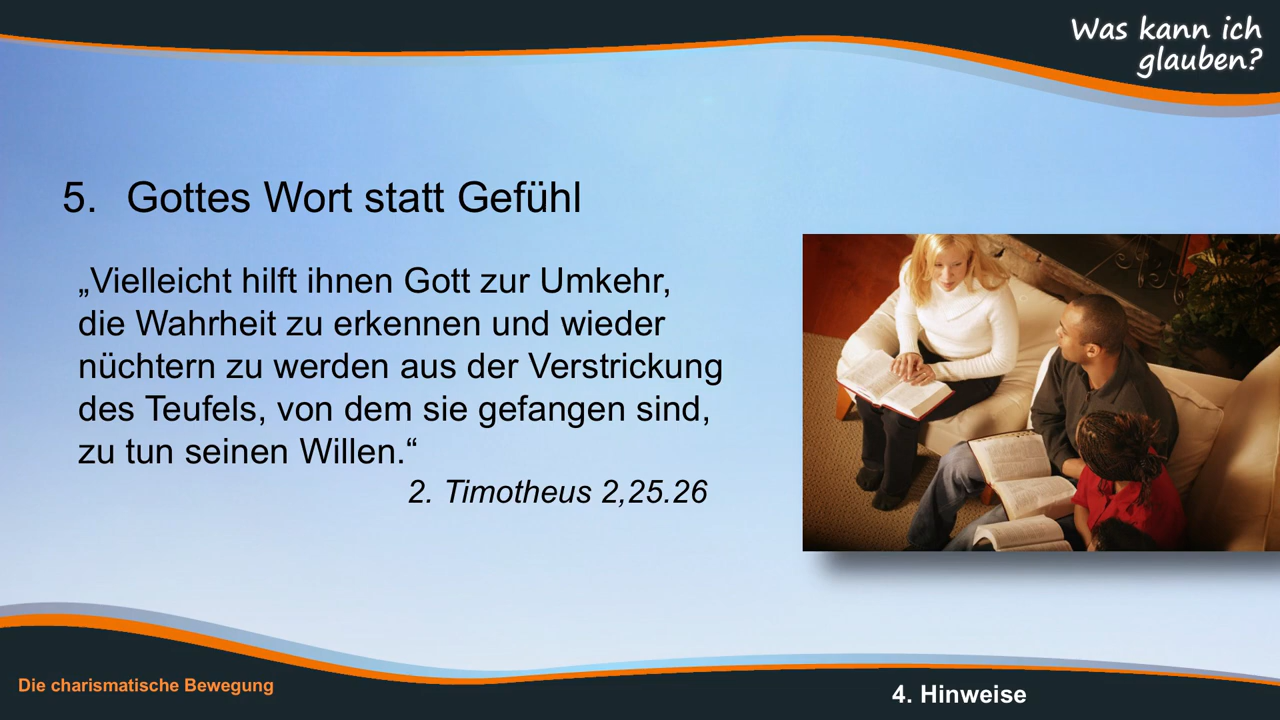 Was kann ich
glauben?
5. Gottes Wort statt Gefühl
„Vielleicht hilft ihnen Gott zur Umkehr,
die Wahrheit zu erkennen und wieder
nüchtern zu werden aus der Verstrickung
des Teufels, von dem sie gefangen sind,
zu tun seinen Willen.“
2. Timotheus 2,25.26
Die charismatische Bewegung
4. Hinweise